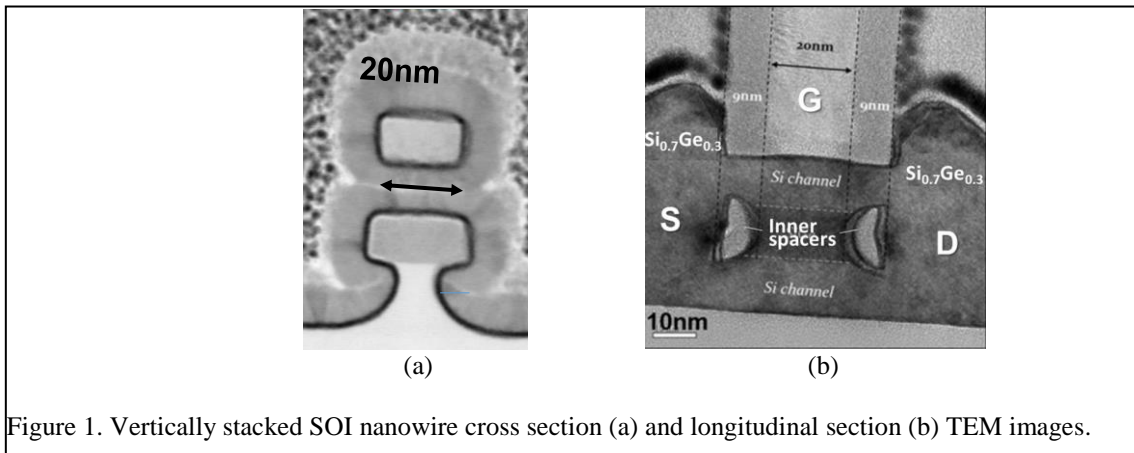 20nm
(a)
20nm
9nm
G
9nm
Si0.7Ge0.3
Si0.7Ge0.3
Si channel
S
Inner
spacers
D
Si channel
10nm
(b)
Figure 1. Vertically stacked SOI nanowire cross section (a) and longitudinal section (b) TEM images.